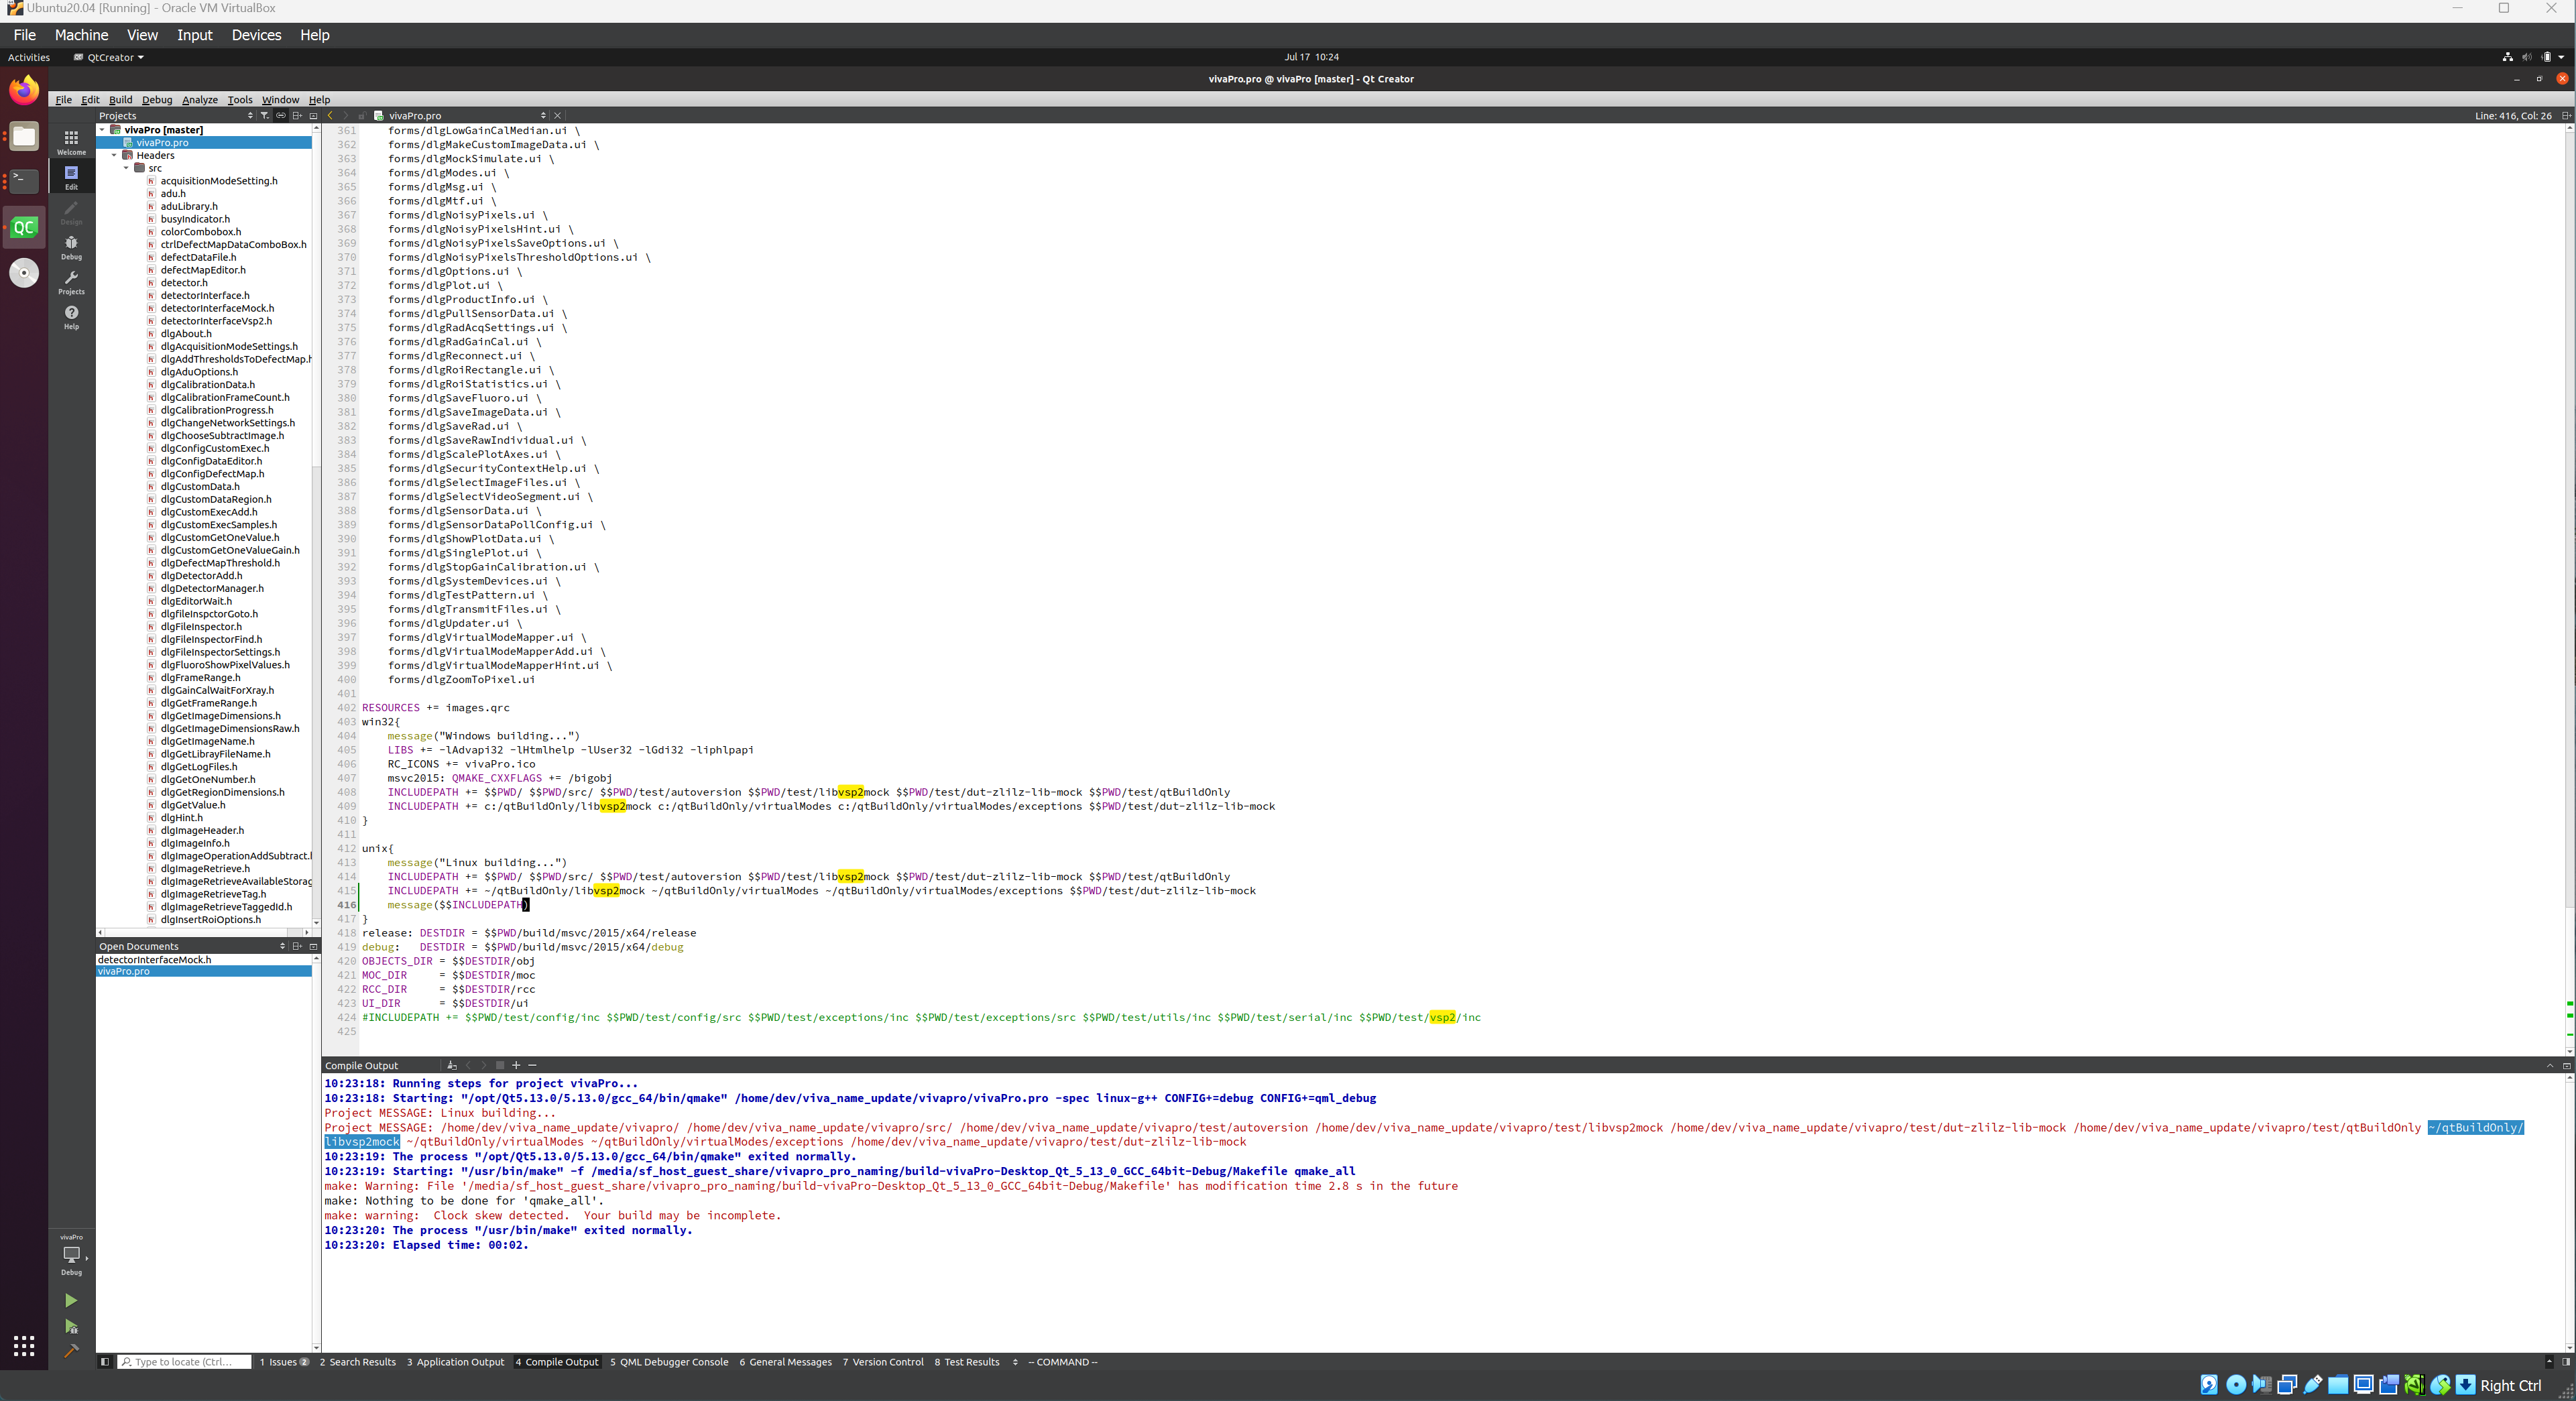 Ubuntu20.04 [Running] - Oracle VM VirtualBox
File Machine View Input Devices Help
Activities QtCreator Jul 17 10:24
vivaPro.pro @ vivaPro [master] - Qt Creator
File Edit Build Debug Analyze Tools Window Help
Projects
vivaPro [master]
vivaPro.pro
Headers
src
acquisitionModeSetting.h
adu.h
aduLibrary.h
busyIndicator.h
colorCombobox.h
ctrlDefectMapDataComboBox.h
defectDataFile.h
defectMapEditor.h
detector.h
detectorInterface.h
detectorInterfaceMock.h
detectorInterfaceVsp2.h
dlgAbout.h
dlgAcquisitionModeSettings.h
dlgAddThresholdsToDefectMap.h
dlgAduOptions.h
dlgCalibrationData.h
dlgCalibrationFrameCount.h
dlgCalibrationProgress.h
dlgChangeNetworkSettings.h
dlgChooseSubtractImage.h
dlgConfigCustomExec.h
dlgConfigDataEditor.h
dlgConfigDefectMap.h
dlgCustomData.h
dlgCustomDataRegion.h
dlgCustomExecAdd.h
dlgCustomExecSamples.h
dlgCustomGetOneValue.h
dlgCustomGetOneValueGain.h
dlgDefectMapThreshold.h
dlgDetectorAdd.h
dlgDetectorManager.h
dlgEditorWait.h
dlgfileInspctorGoto.h
dlgFileInspector.h
dlgFileInspectorFind.h
dlgFileInspectorSettings.h
dlgFluoroShowPixelValues.h
dlgFrameRange.h
dlgGainCalWaitForXray.h
dlgGetFrameRange.h
dlgGetImageDimensions.h
dlgGetImageDimensionsRaw.h
dlgGetImageName.h
dlgGetLibrayFileName.h
dlgGetLogFiles.h
dlgGetOneNumber.h
dlgGetRegionDimensions.h
dlgGetValue.h
dlgHint.h
dlgImageHeader.h
dlgImageInfo.h
dlgImageOperationAddSubtract.
dlgImageRetrieve.h
dlgImageRetrieveAvailableStorag
dlgImageRetrieveTaggedId.h
dlgInsertRoiOptions.h
Open Documents
detectorInterfaceMock.h
vivaPro.pro
Welcome
Edit
Design
Debug
Projects
Help
vivaPro
Debug
vivaPro.pro Line: 416, Col: 26
361 forms/dlgLowGainCalMedian.ui \
362 forms/dlgMakeCustomImageData.ui \
363 forms/dlgMockSimulate.ui \
364 forms/dlgModes.ui \
365 forms/dlgMsg.ui \
366 forms/dlgMtf.ui \
367 forms/dlgNoisyPixels.ui \
368 forms/dlgNoisyPixelsHint.ui \
369 forms/dlgNoisyPixelsSaveOptions.ui \
370 forms/dlgNoisyPixelsThresholdOptions.ui \
371 forms/dlgOptions.ui \
372 forms/dlgPlot.ui \
373 forms/dlgProductInfo.ui \
374 forms/dlgPullSensorData.ui \
375 forms/dlgRadAcqSettings.ui \
376 forms/dlgRadGainCal.ui \
377 forms/dlgReconnect.ui \
378 forms/dlgRoiRectangle.ui \
379 forms/dlgRoiStatistics.ui \
380 forms/dlgSaveFluoro.ui \
381 forms/dlgSaveImageData.ui \
382 forms/dlgSaveRad.ui \
383 forms/dlgSaveRawIndividual.ui \
384 forms/dlgScalePlotAxes.ui \
385 forms/dlgSecurityContextHelp.ui \
386 forms/dlgSelectImageFiles.ui \
387 forms/dlgSelectVideoSegment.ui \
388 forms/dlgSensorData.ui \
389 forms/dlgSensorDataPollConfig.ui \
390 forms/dlgShowPlotData.ui \
391 forms/dlgSinglePlot.ui \
392 forms/dlgStopGainCalibration.ui \
393 forms/dlgSystemDevices.ui \
394 forms/dlgTestPattern.ui \
395 forms/dlgTransmitFiles.ui \
396 forms/dlgUpdater.ui \
397 forms/dlgVirtualModeMapper.ui \
398 forms/dlgVirtualModeMapperAdd.ui \
399 forms/dlgVirtualModeMapperHint.ui \
400 forms/dlgZoomToPixel.ui
401
402 RESOURCES += images.qrc
403 win32{
404 message("Windows building...")
405 LIBS += -lAdvapi32 -lHtmlhelp -lUser32 -lGdi32 -liphlpapi
406 RC_ICONS += vivaPro.ico
407 msvc2015: QMAKE_CXXFLAGS += /bigobj
408 INCLUDEPATH += $$PWD/ $$PWD/src/ $$PWD/test/autoversion $$PWD/test/libvsp2mock $$PWD/test/dut-zlilz-lib-mock $$PWD/test/qtBuildOnly
409 INCLUDEPATH += c:/qtBuildOnly/libvsp2mock c:/qtBuildOnly/virtualModes c:/qtBuildOnly/virtualModes/exceptions $$PWD/test/dut-zlilz-lib-mock
410 }
411
412 unix{
413 message("Linux building...")
414 INCLUDEPATH += $$PWD/ $$PWD/src/ $$PWD/test/autoversion $$PWD/test/libvsp2mock $$PWD/test/dut-zlilz-lib-mock $$PWD/test/qtBuildOnly
415 INCLUDEPATH += ~/qtBuildOnly/libvsp2mock ~/qtBuildOnly/virtualModes ~/qtBuildOnly/virtualModes/exceptions $$PWD/test/dut-zlilz-lib-mock
416 message($$INCLUDEPATH)
417 }
418 release: DESTDIR = $$PWD/build/msvc/2015/x64/release
419 debug: DESTDIR = $$PWD/build/msvc/2015/x64/debug
420 OBJECTS_DIR = $$DESTDIR/obj
421 MOC_DIR = $$DESTDIR/moc
422 RCC_DIR = $$DESTDIR/rcc
423 UI_DIR = $$DESTDIR/ui
424 #INCLUDEPATH += $$PWD/test/config/inc $$PWD/test/config/src $$PWD/test/exceptions/inc $$PWD/test/exceptions/src $$PWD/test/utils/inc $$PWD/test/serial/inc $$PWD/test/vsp2/inc
425
Compile Output
10:23:18: Running steps for project vivaPro...
10:23:18: Starting: "/opt/Qt5.13.0/5.13.0/gcc_64/bin/qmake" /home/dev/viva_name_update/vivapro/vivaPro.pro -spec linux-g++ CONFIG+=debug CONFIG+=qml_debug
Project MESSAGE: Linux building...
Project MESSAGE: /home/dev/viva_name_update/vivapro/ /home/dev/viva_name_update/vivapro/src/ /home/dev/viva_name_update/vivapro/test/autoversion /home/dev/viva_name_update/vivapro/test/libvsp2mock /home/dev/viva_name_update/vivapro/test/dut-zlilz-lib-mock /home/dev/viva_name_update/vivapro/test/qtBuildOnly ~/qtBuildOnly/
libvsp2mock ~/qtBuildOnly/virtualModes ~/qtBuildOnly/virtualModes/exceptions /home/dev/viva_name_update/vivapro/test/dut-zlilz-lib-mock
10:23:19: The process "/opt/Qt5.13.0/5.13.0/gcc_64/bin/qmake" exited normally.
10:23:19: Starting: "/usr/bin/make" -f /media/sf_host_guest_share/vivapro_pro_naming/build-vivaPro-Desktop_Qt_5_13_0_GCC_64bit-Debug/Makefile qmake_all
make: Warning: File '/media/sf_host_guest_share/vivapro_pro_naming/build-vivaPro-Desktop_Qt_5_13_0_GCC_64bit-Debug/Makefile' has modification time 2.8 s in the future
make: Nothing to be done for 'qmake_all'.
make: warning: Clock skew detected. Your build may be incomplete.
10:23:20: The process "/usr/bin/make" exited normally.
10:23:20: Elapsed time: 00:02.
Type to locate (Ctrl... 1 Issues 2 2 Search Results 3 Application Output 4 Compile Output 5 QML Debugger Console 6 General Messages 7 Version Control 8 Test Results -- COMMAND --
Right Ctrl